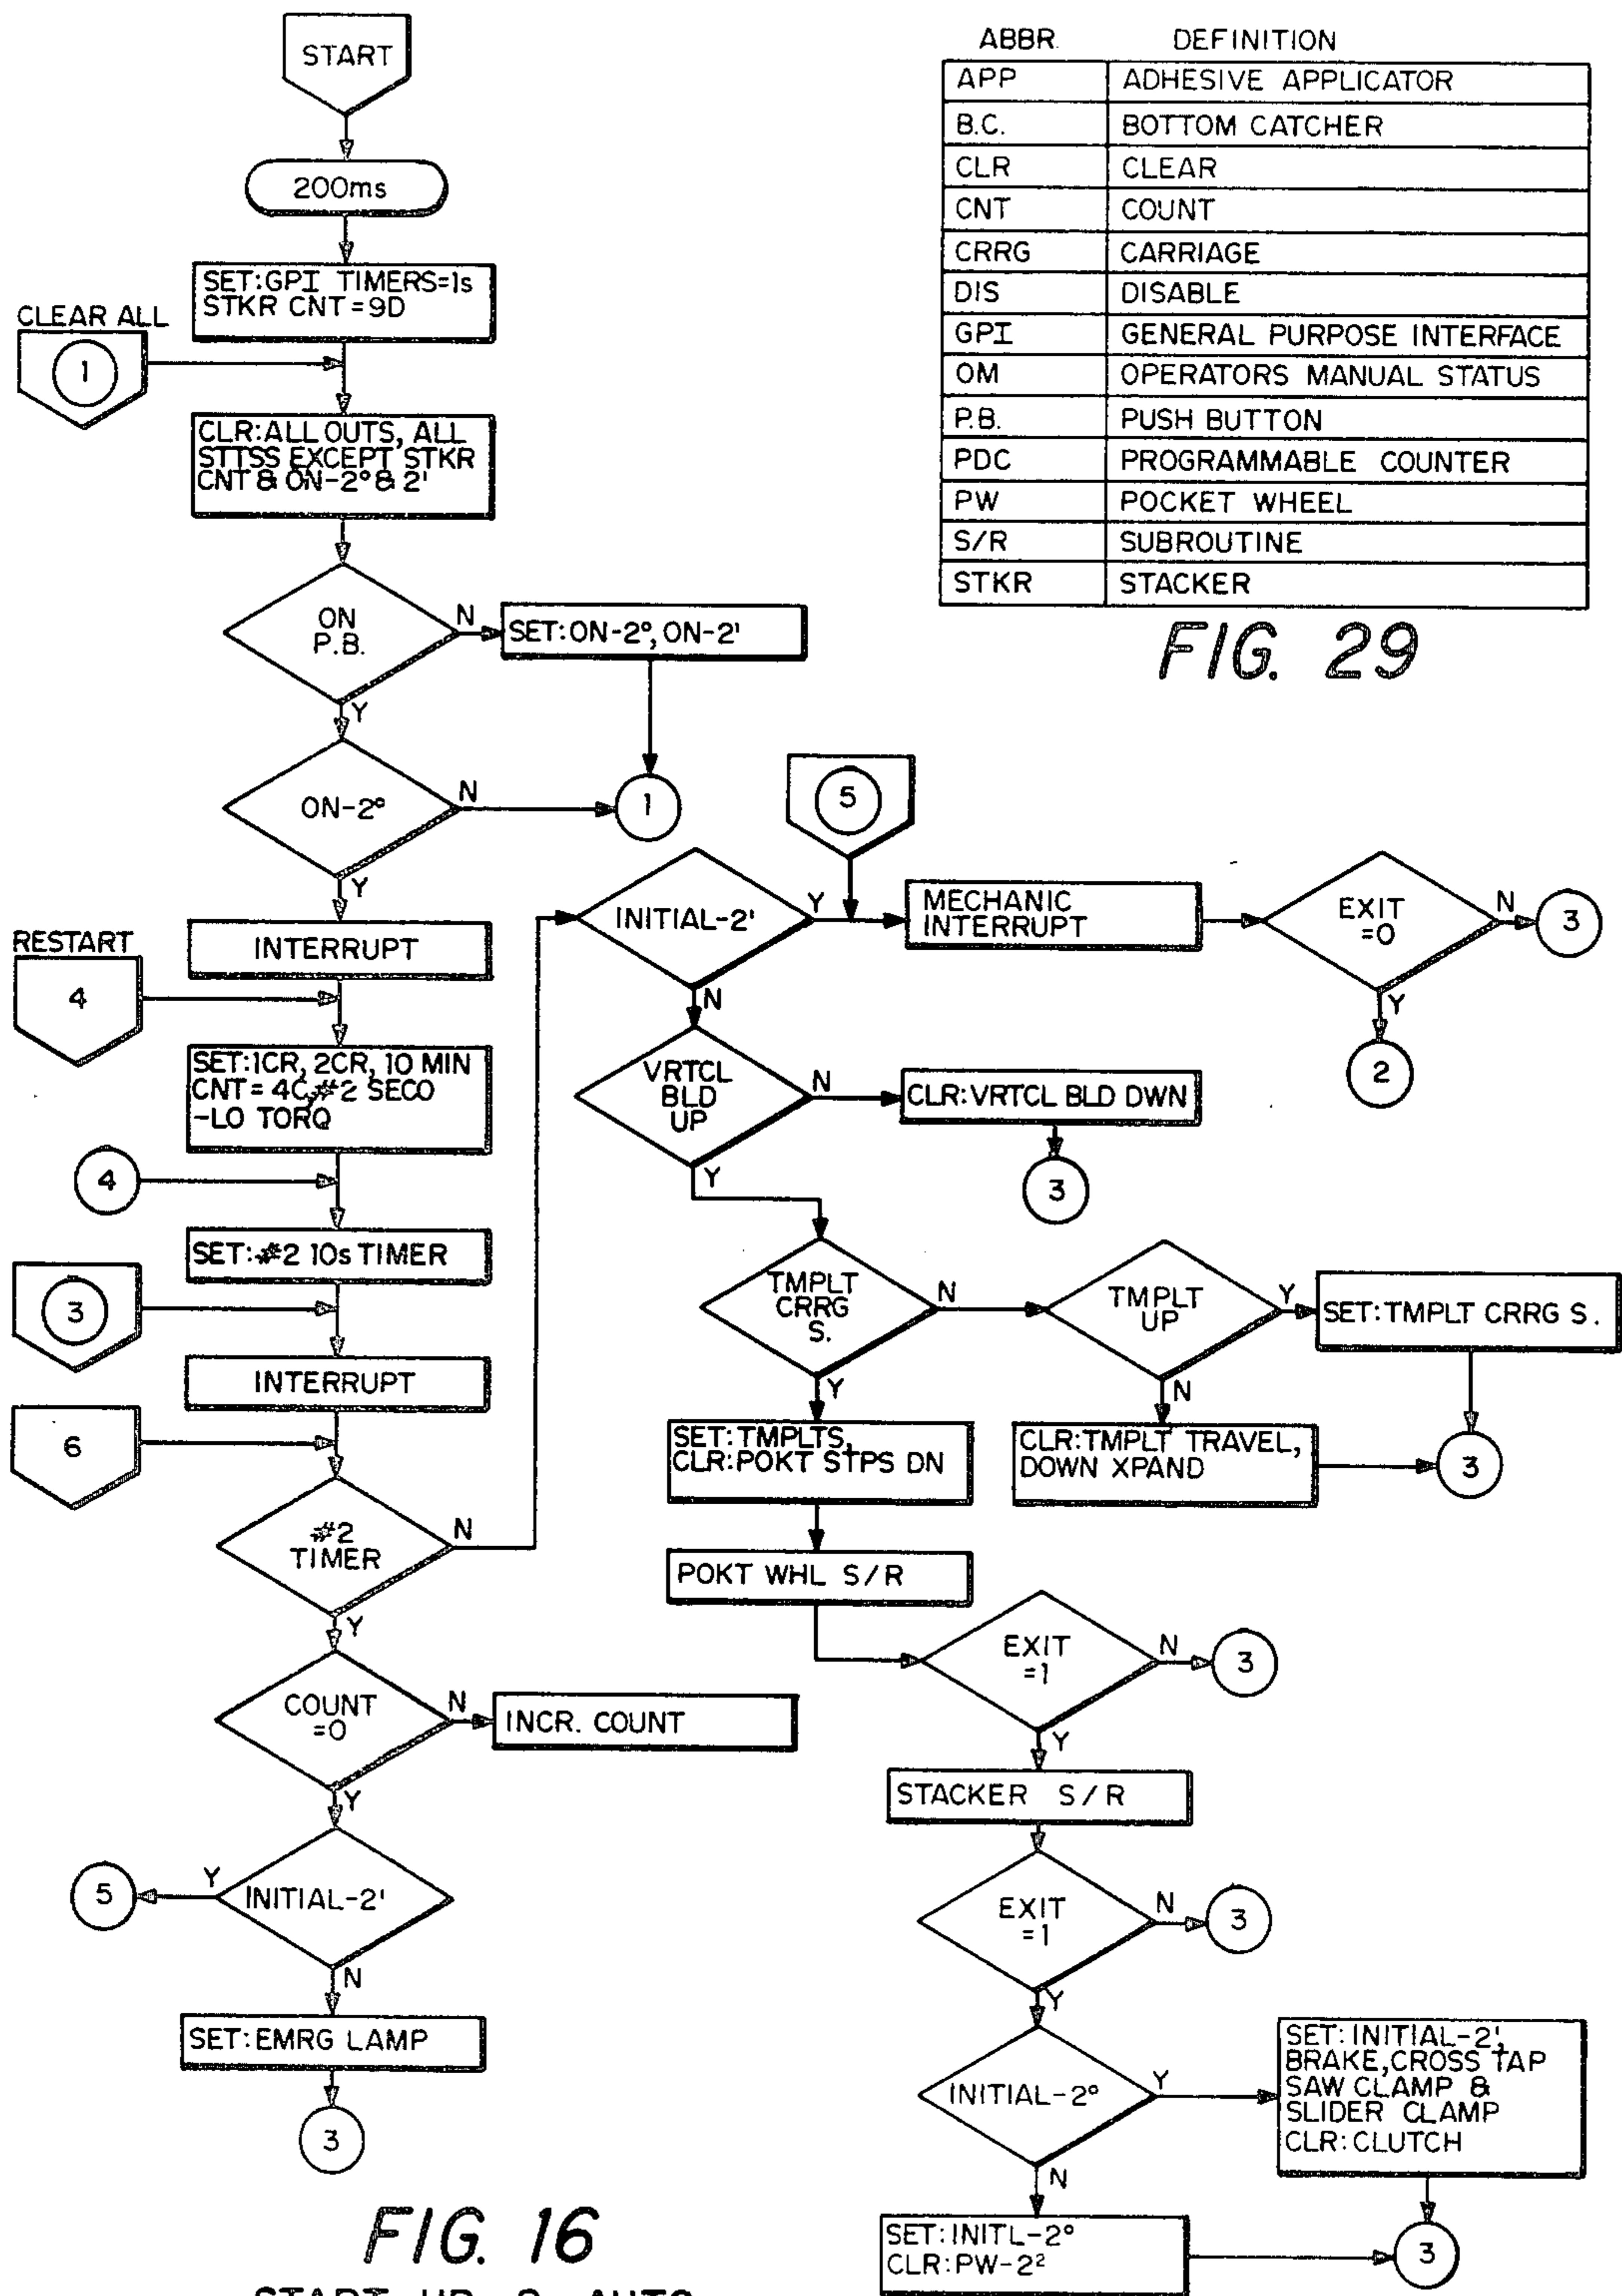 START
200ms
SET:GPI TIMERS=1s
STKR CNT=9D
CLEAR ALL
1
CLR:ALL OUTS, ALL
STTSS EXCEPT STKR
CNT & ON-2° & 2'
ON
P.B.
N
SET:ON-2°, ON-2'
Y
ON-2°
N
1
Y
INTERRUPT
RESTART
4
SET:1CR, 2CR, 10 MIN
CNT=4C,#2 SECO
-LO TORQ
4
SET:#2 10s TIMER
3
INTERRUPT
6
#2
TIMER
N
Y
COUNT
=0
N
INCR. COUNT
Y
INITIAL-2'
Y
5
N
SET:EMRG LAMP
3
FIG. 16
START UP & AUTO
ABBR. DEFINITION
APP ADHESIVE APPLICATOR
B.C. BOTTOM CATCHER
CLR CLEAR
CNT COUNT
CRRG CARRIAGE
DIS DISABLE
GPI GENERAL PURPOSE INTERFACE
OM OPERATORS MANUAL STATUS
P.B. PUSH BUTTON
PDC PROGRAMMABLE COUNTER
PW POCKET WHEEL
S/R SUBROUTINE
STKR STACKER
FIG. 29
5
INITIAL-2'
Y
MECHANIC
INTERRUPT
EXIT
=0
N
3
Y
2
N
VRTCL
BLD
UP
N
CLR:VRTCL BLD DWN
3
Y
TMPLT
CRRG
S.
N
TMPLT
UP
Y
SET:TMPLT CRRG S.
N
CLR:TMPLT TRAVEL,
DOWN XPAND
3
Y
SET:TMPLTS,
CLR:POKT STPS DN
POKT WHL S/R
EXIT
=1
N
3
Y
STACKER S/R
EXIT
=1
N
3
Y
INITIAL-2°
Y
SET:INITIAL-2',
BRAKE,CROSS TAP
SAW CLAMP &
SLIDER CLAMP
CLR:CLUTCH
N
SET:INITL-2°
CLR:PW-2²
3